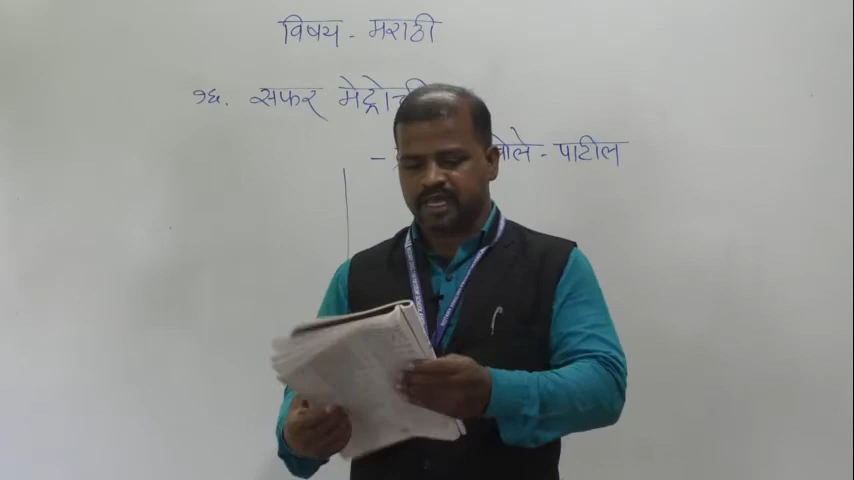 विषय - मराठी
१६. सफर मेट्रोची
- बोले - पाटील